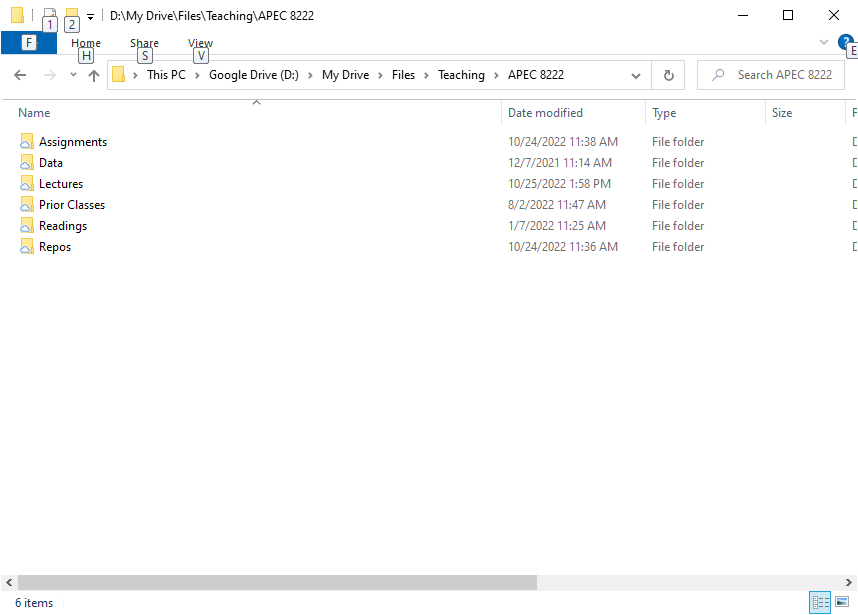 1 2 D:\My Drive\Files\Teaching\APEC 8222
F Home Share View ?
H S V E
This PC > Google Drive (D:) > My Drive > Files > Teaching > APEC 8222 Search APEC 8222
Name Date modified Type Size F
Assignments 10/24/2022 11:38 AM File folder D
Data 12/7/2021 11:14 AM File folder D
Lectures 10/25/2022 1:58 PM File folder D
Prior Classes 8/2/2022 11:47 AM File folder D
Readings 1/7/2022 11:25 AM File folder D
Repos 10/24/2022 11:36 AM File folder D
6 items